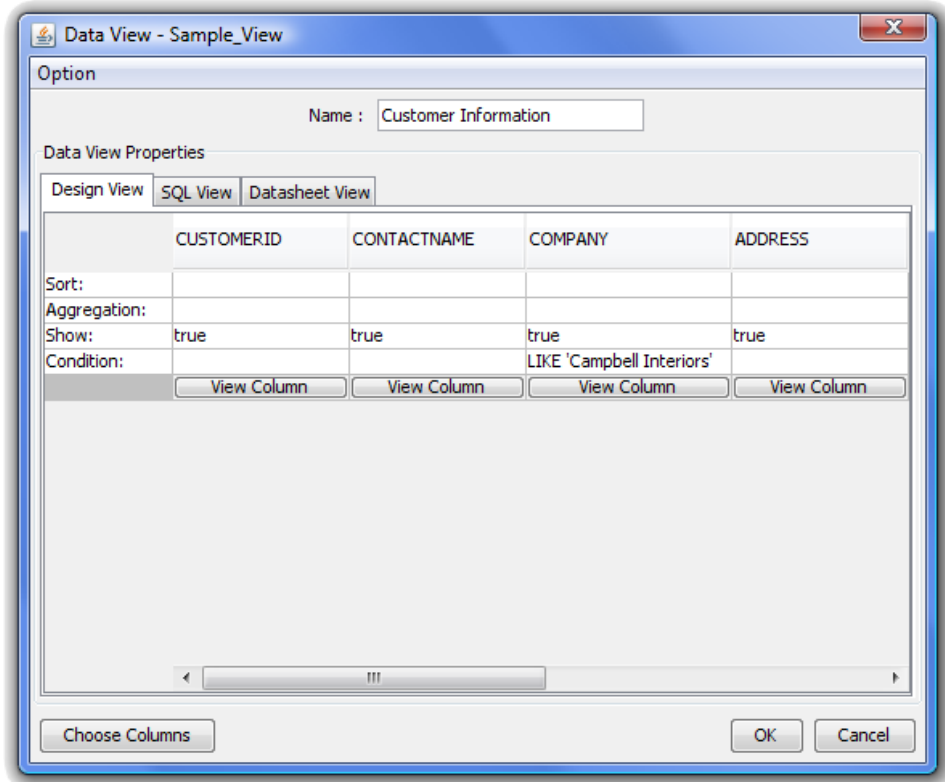 Data View - Sample_View
Option
Name : Customer Information
Data View Properties
Design View SQL View Datasheet View
CUSTOMERID CONTACTNAME COMPANY ADDRESS
Sort:
Aggregation:
Show: true true true true
Condition: LIKE 'Campbell Interiors'
View Column View Column View Column View Column
Choose Columns OK Cancel